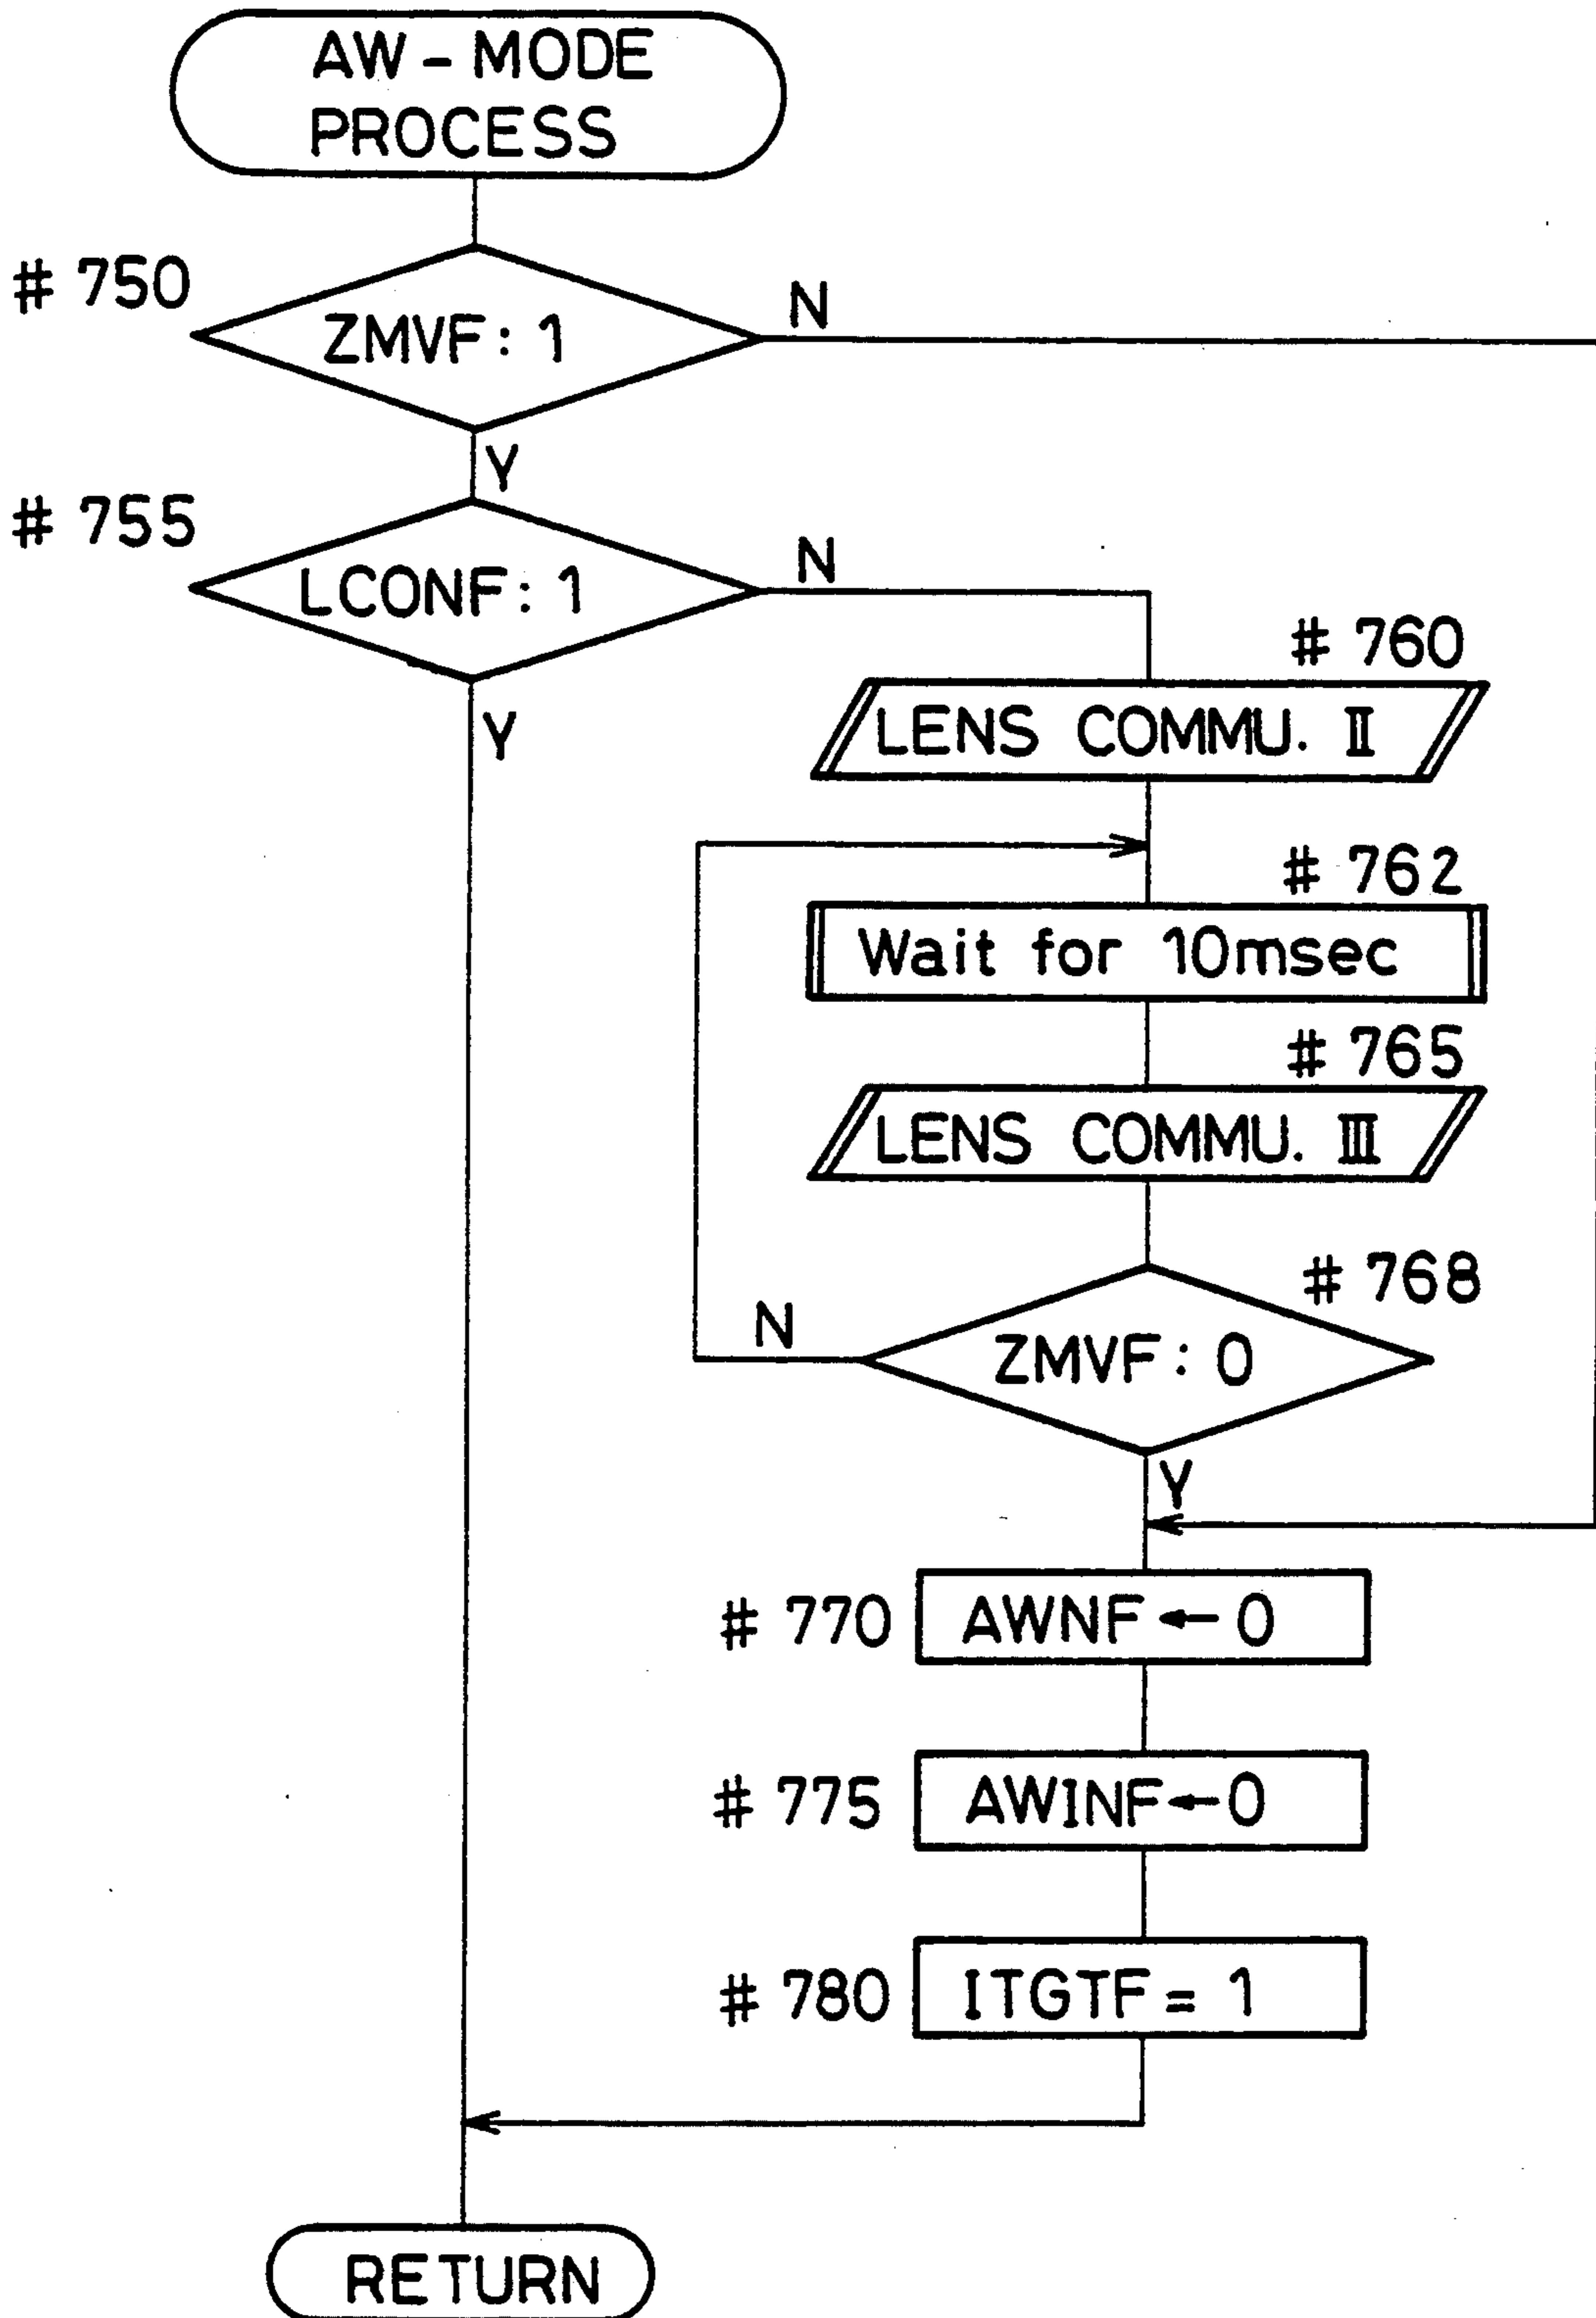 AW-MODE
PROCESS
# 750
ZMVF: 1
N
Y
# 755
LCONF: 1
N
Y
# 760
LENS COMMU. II
# 762
Wait for 10msec
# 765
LENS COMMU. III
# 768
ZMVF: 0
N
Y
# 770
AWNF ← 0
# 775
AWINF ← 0
# 780
ITGTF = 1
RETURN